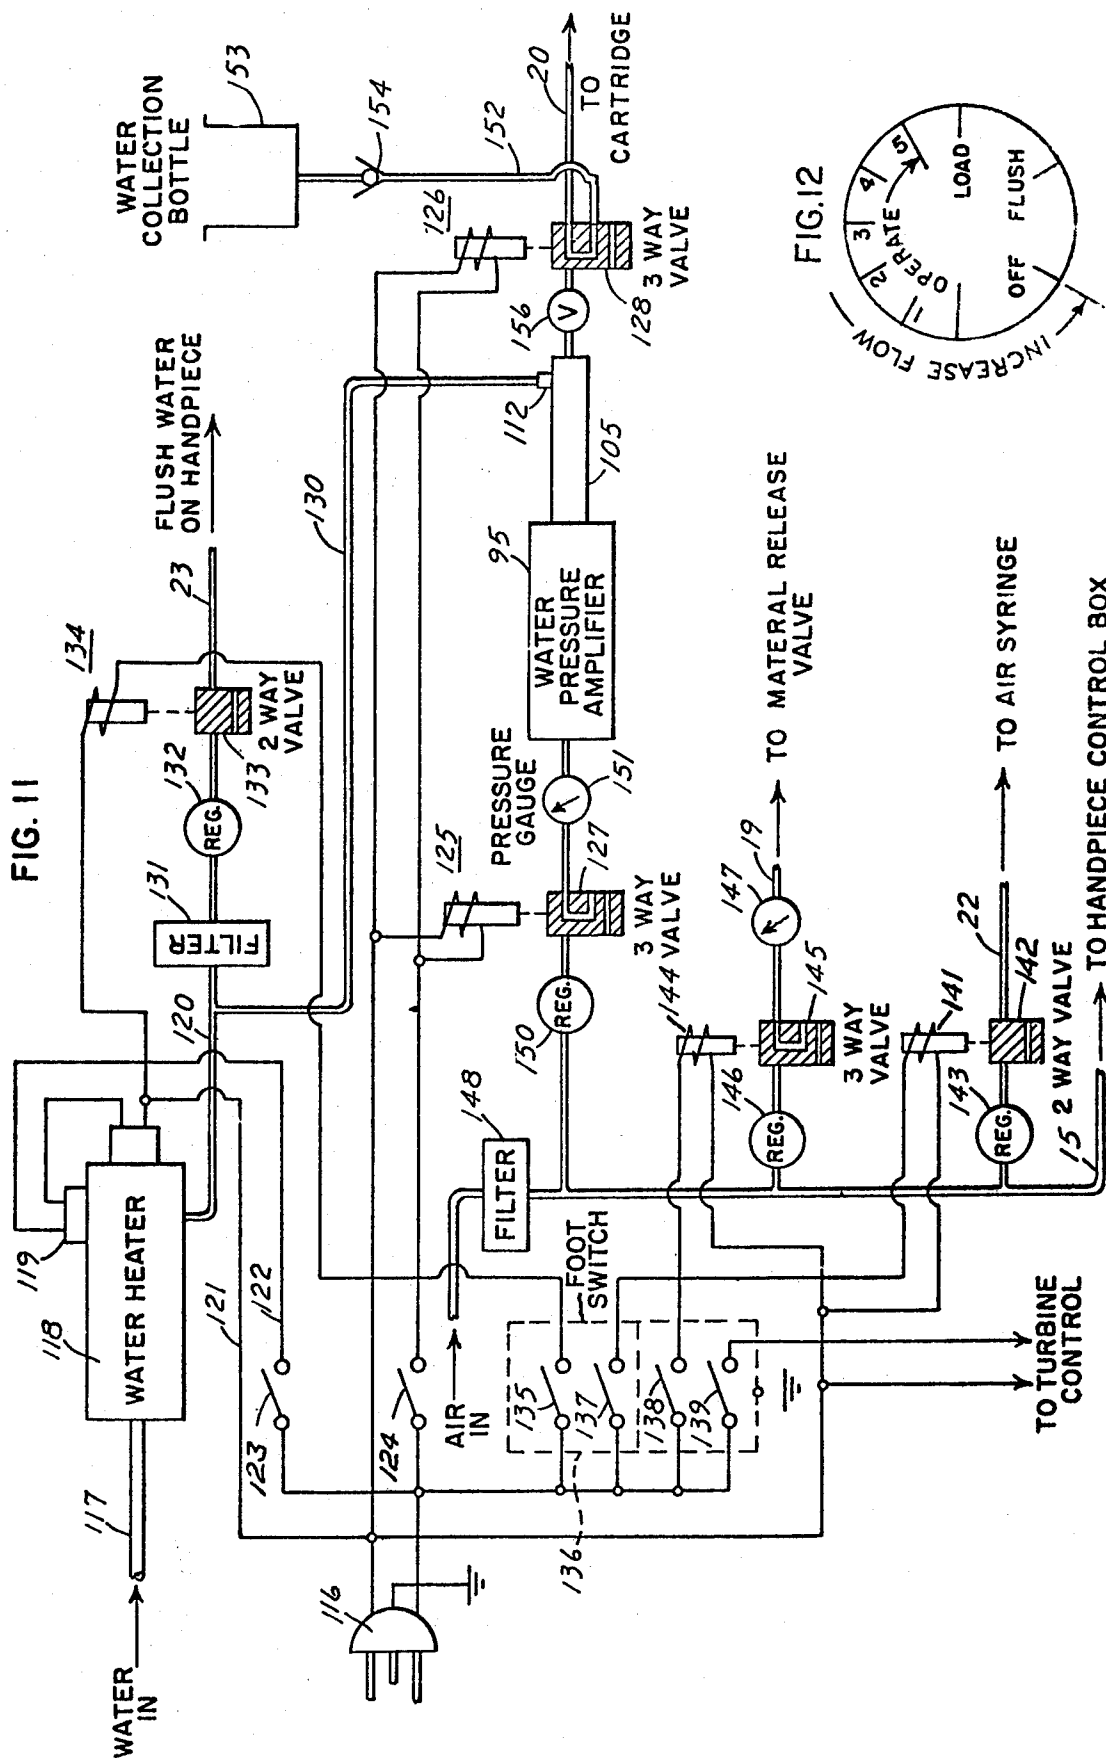 FIG. 11
WATER
IN
117
118
WATER HEATER
119
120
121
122
123
124
116
131
FILTER
132
REG.
133
2 WAY
VALVE
134
23
FLUSH WATER
ON HANDPIECE
130
WATER
COLLECTION
BOTTLE
153
154
152
126
20
TO
CARTRIDGE
3 WAY
VALVE
128
156
V
112
105
95
WATER
PRESSURE
AMPLIFIER
PRESSURE
GAUGE
151
125
127
3 WAY
VALVE
150
REG.
AIR
IN
148
FILTER
FOOT
SWITCH
135
137
138
139
136
144
145
146
REG.
3 WAY
VALVE
147
19
TO MATERAL RELEASE
VALVE
141
142
143
REG.
2 WAY VALVE
22
TO AIR SYRINGE
15
TO HANDPIECE CONTROL BOX
TO TURBINE
CONTROL
FIG. 12
INCREASE FLOW
OPERATE
1
2
3
4
5
LOAD
FLUSH
OFF